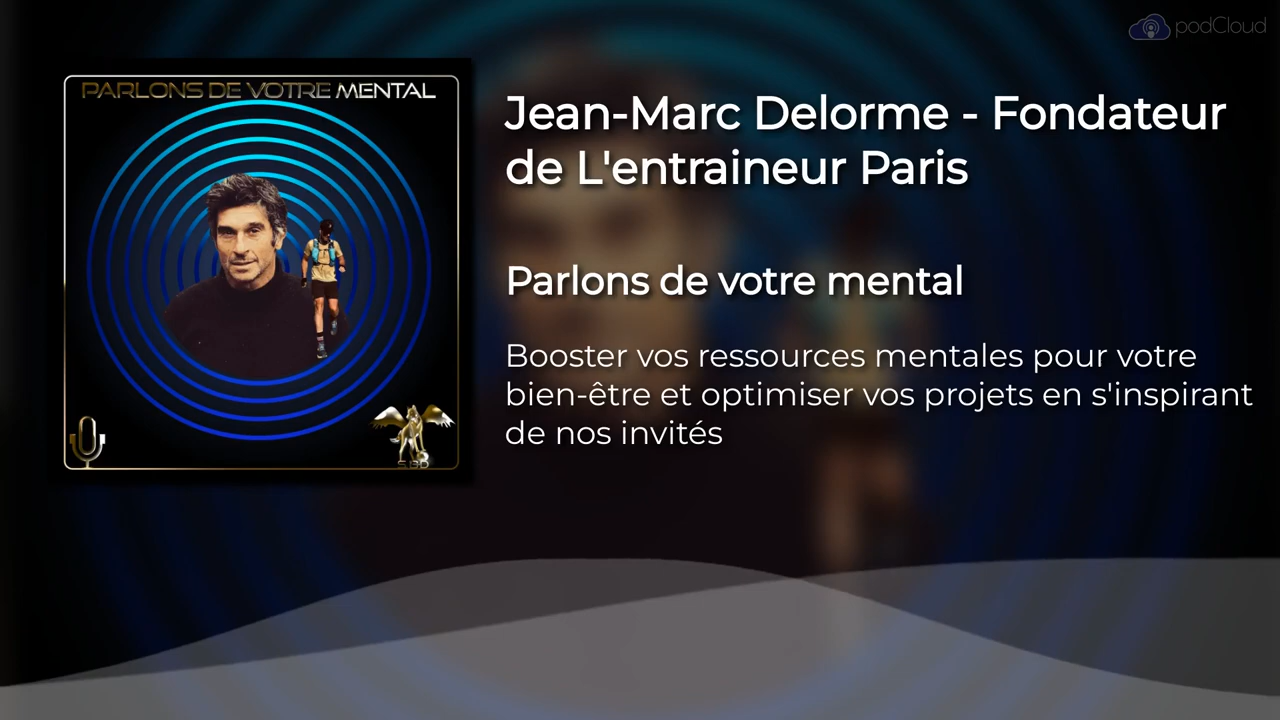 podCloud
PARLONS DE VOTRE MENTAL
Jean-Marc Delorme - Fondateur
de L'entraineur Paris
Parlons de votre mental
Booster vos ressources mentales pour votre
bien-être et optimiser vos projets en s'inspirant
de nos invités